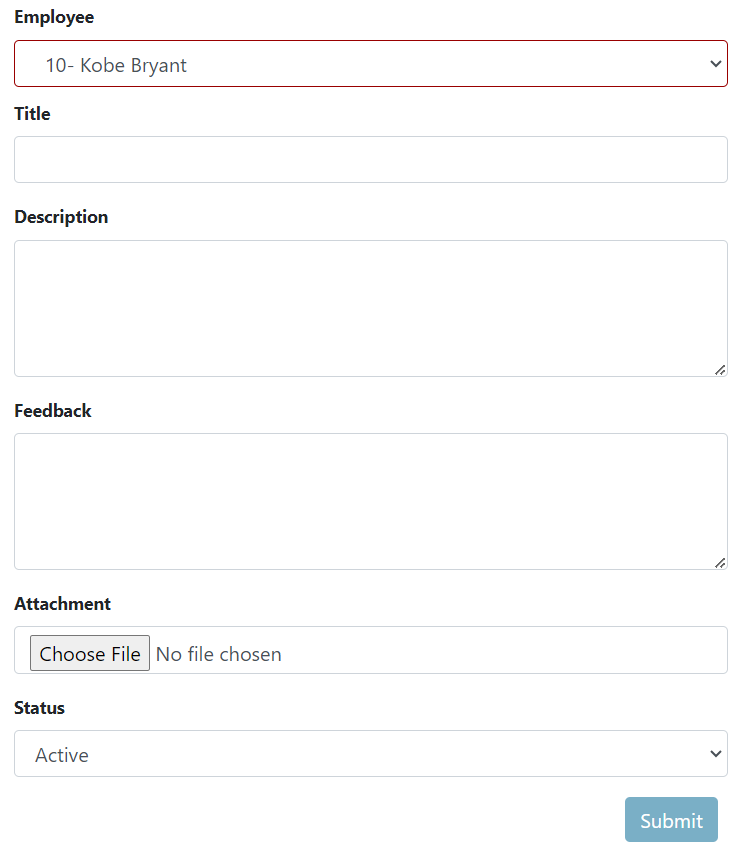 Employee
10- Kobe Bryant
Title
Description
Feedback
Attachment
Choose File No file chosen
Status
Active
Submit